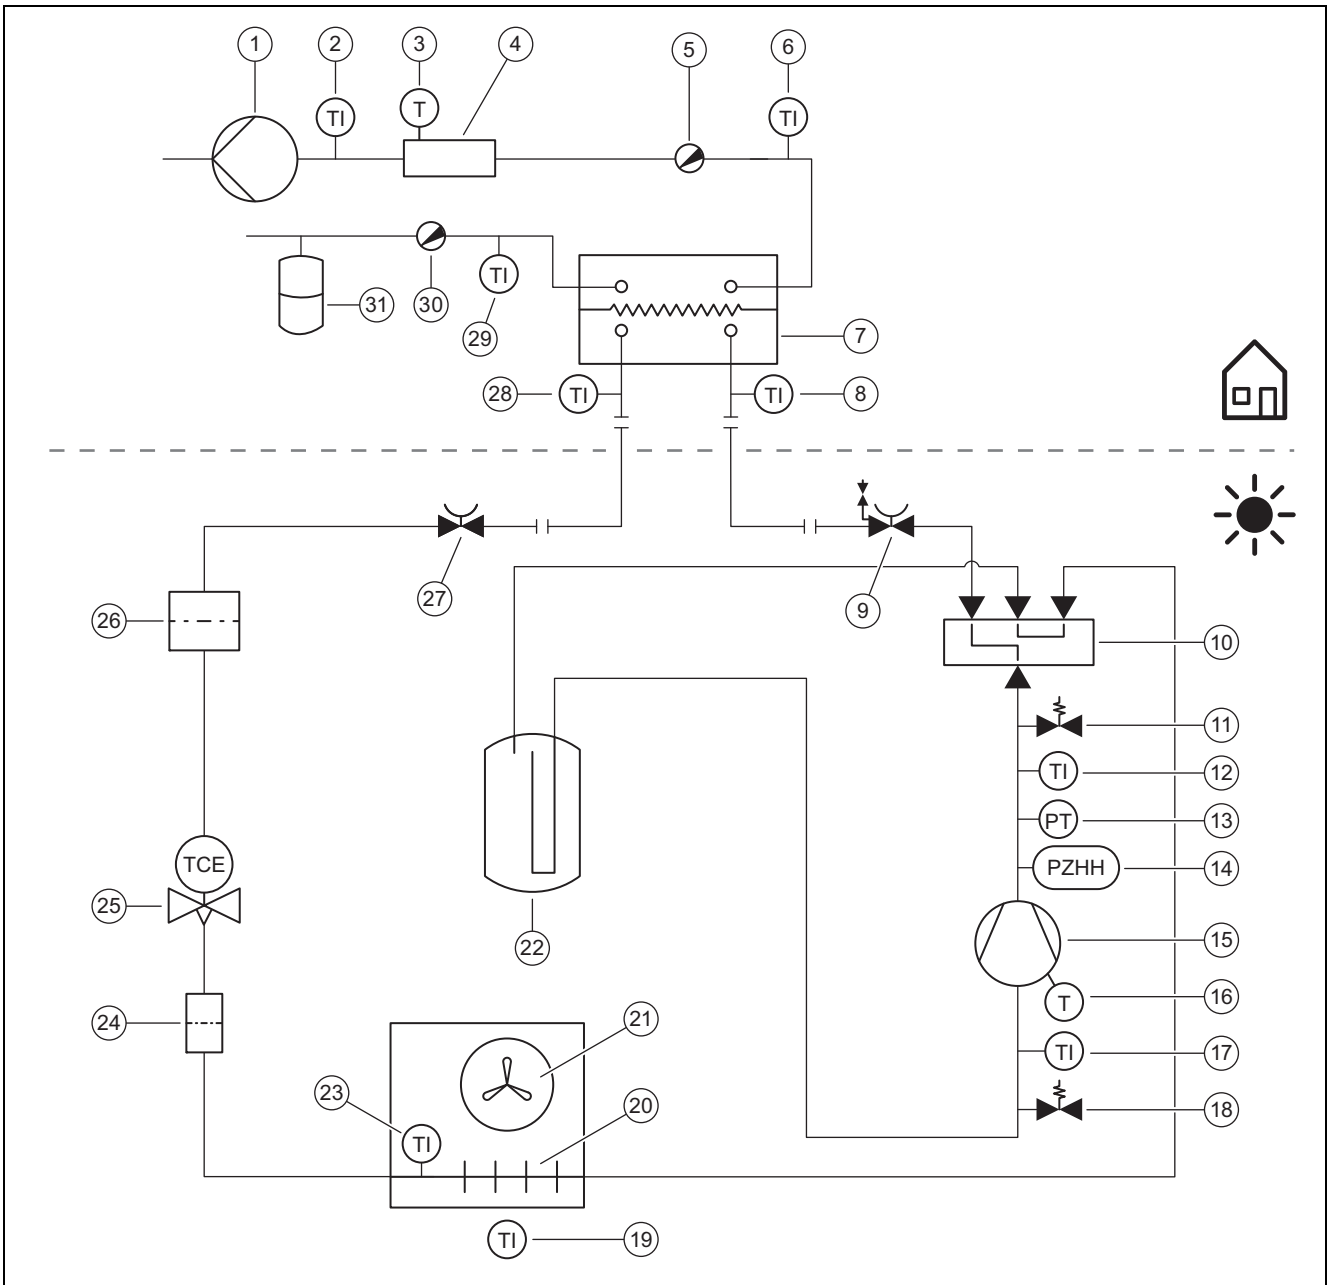 1 2 3 4 5 6
TI T TI
TI
31 30 29 7
28 TI TI 8
27 9
26 10
11
TI 12
PT 13
TCE PZHH 14
25 15
22
T 16
24 21 TI 17
23 20 18
TI
TI 19